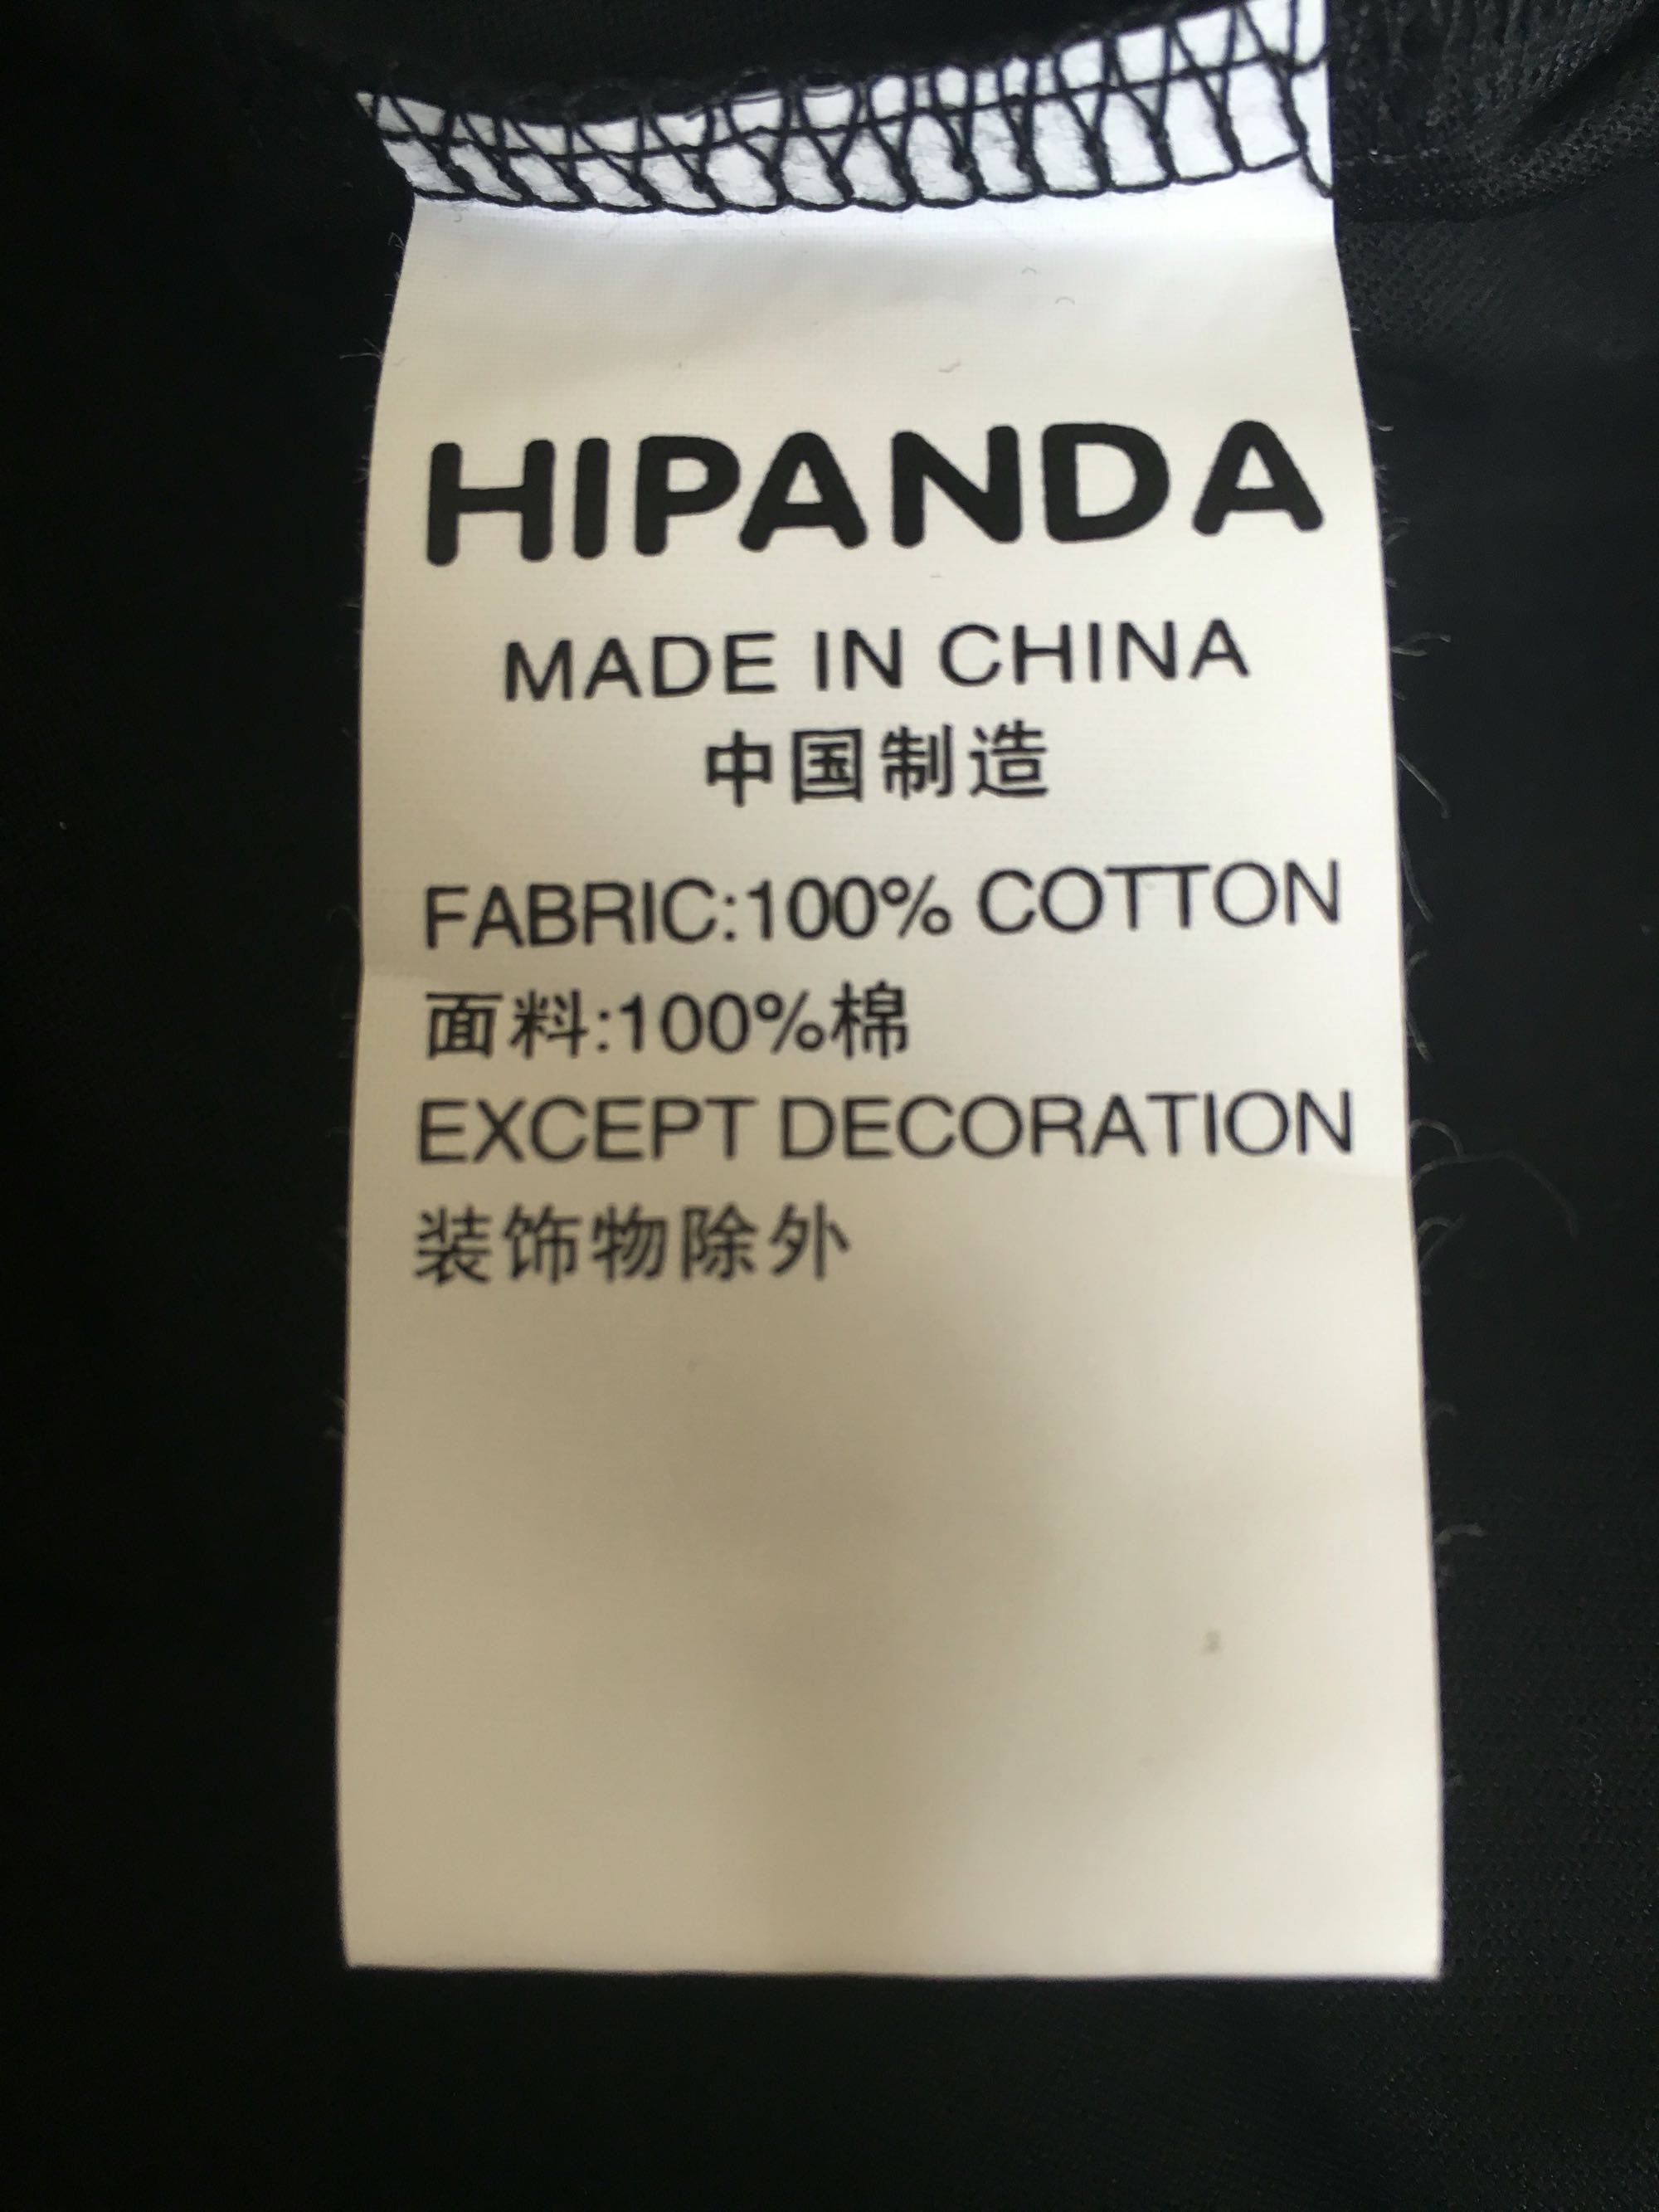 HIPANDA
MADE IN CHINA
中国制造
FABRIC:100% COTTON
面料:100%棉
EXCEPT DECORATION
装饰物除外